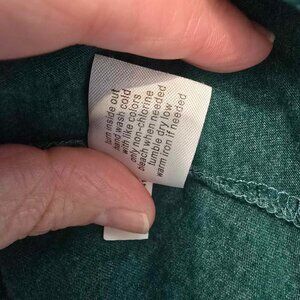 turn inside out
hand wash cold
with like colors
only non-chlorine
bleach when needed
tumble dry low
warm iron if needed